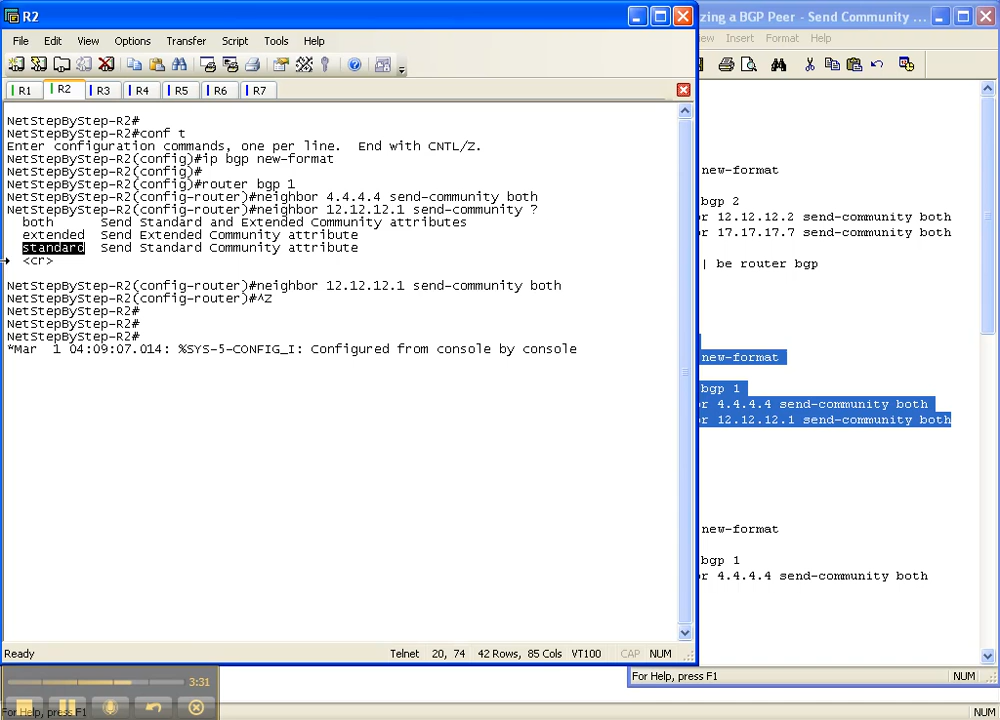 R2
File Edit View Options Transfer Script Tools Help
R1 R2 R3 R4 R5 R6 R7
NetStepByStep-R2#
NetStepByStep-R2#conf t
Enter configuration commands, one per line.  End with CNTL/Z.
NetStepByStep-R2(config)#ip bgp new-format
NetStepByStep-R2(config)#
NetStepByStep-R2(config)#router bgp 1
NetStepByStep-R2(config-router)#neighbor 4.4.4.4 send-community both
NetStepByStep-R2(config-router)#neighbor 12.12.12.1 send-community ?
both      Send Standard and Extended Community attributes
extended  Send Extended Community attribute
standard  Send Standard Community attribute
<cr>
NetStepByStep-R2(config-router)#neighbor 12.12.12.1 send-community both
NetStepByStep-R2(config-router)#^Z
NetStepByStep-R2#
NetStepByStep-R2#
NetStepByStep-R2#
*Mar  1 04:09:07.014: %SYS-5-CONFIG_I: Configured from console by console
Ready Telnet 20, 74 42 Rows, 85 Cols VT100 CAP NUM
zing a BGP Peer - Send Community ...
ew Insert Format Help
new-format
bgp 2
r 12.12.12.2 send-community both
r 17.17.17.7 send-community both
| be router bgp
new-format
bgp 1
r 4.4.4.4 send-community both
r 12.12.12.1 send-community both
new-format
bgp 1
r 4.4.4.4 send-community both
For Help, press F1 NUM
3:31
For Help, press F1 NUM